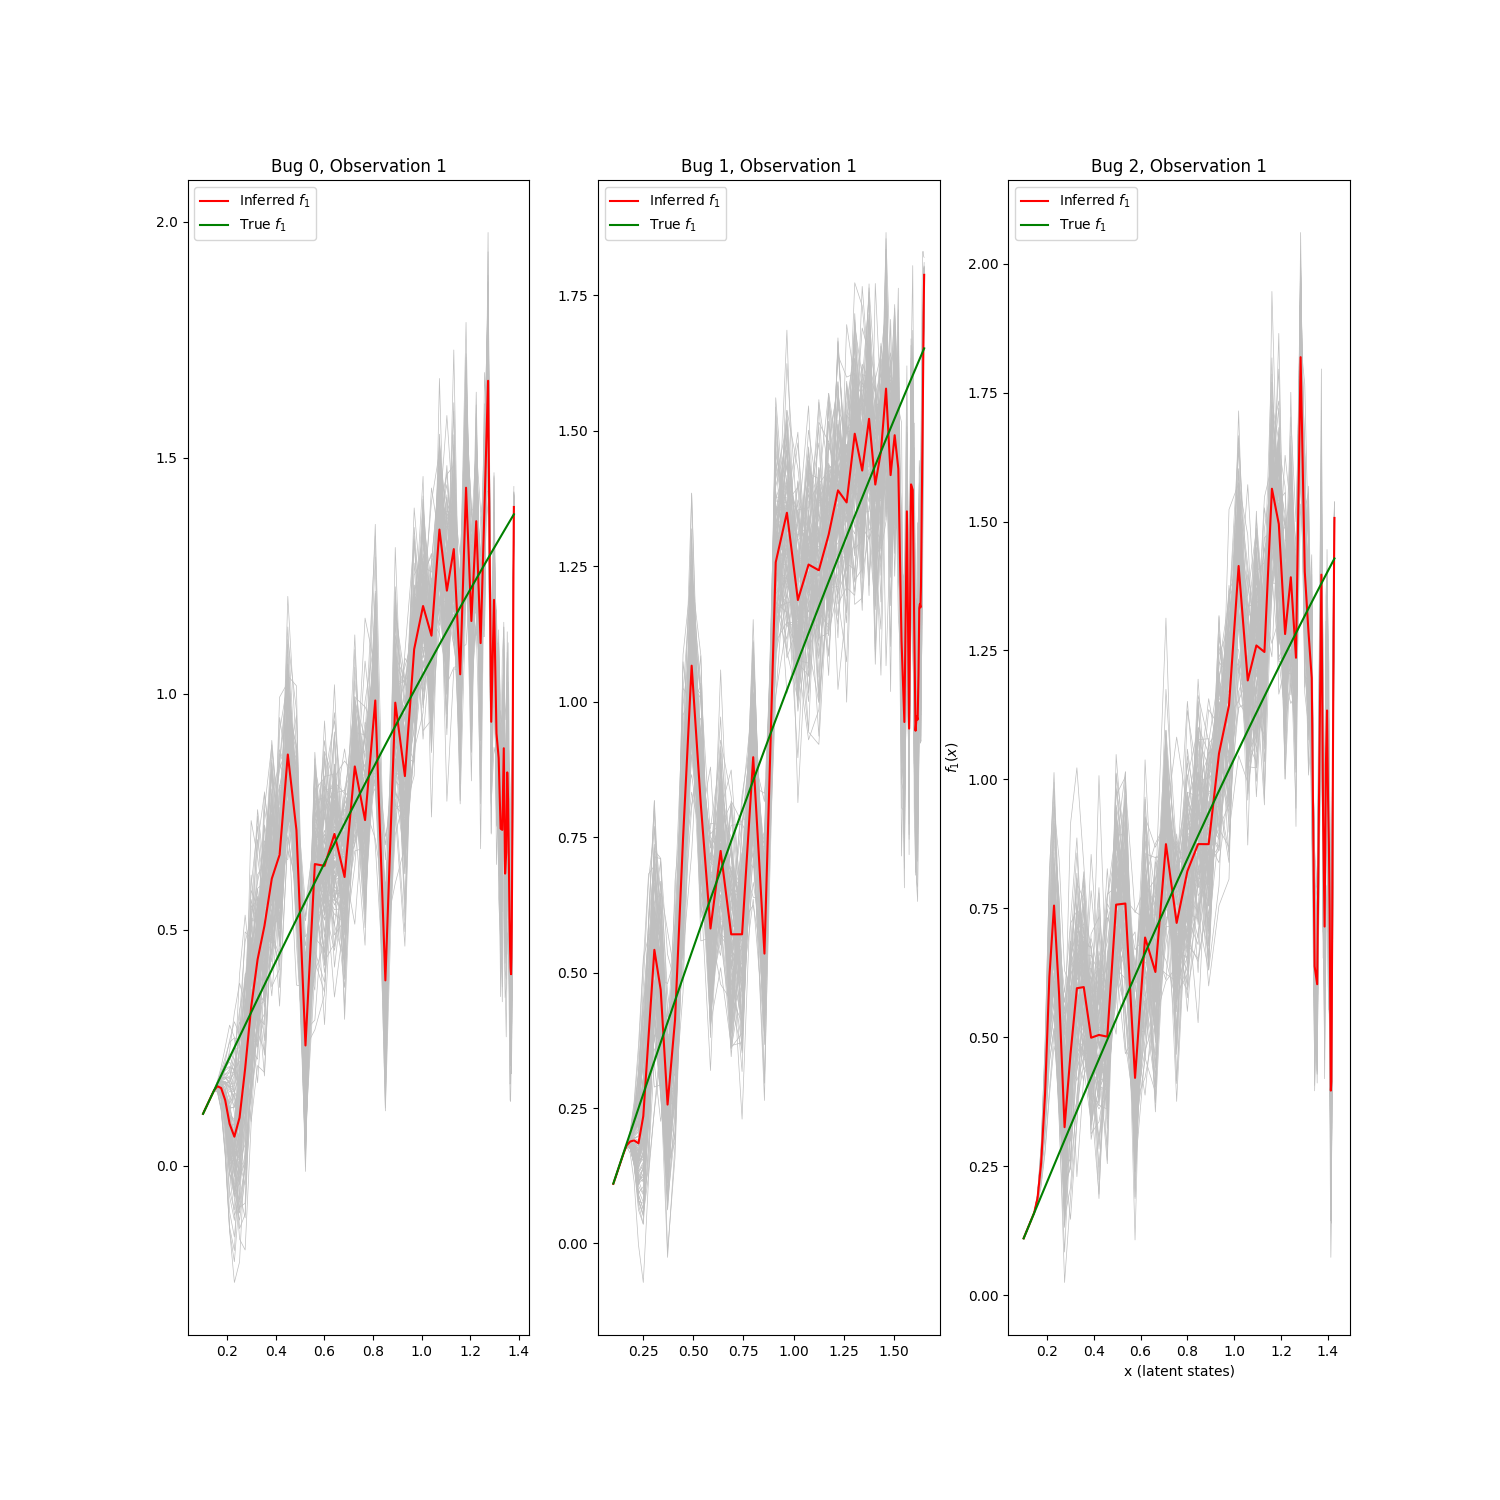 Bug 0, Observation 1
Inferred f₁
True f₁
2.0
1.5
1.0
0.5
0.0
0.2 0.4 0.6 0.8 1.0 1.2 1.4
Bug 1, Observation 1
Inferred f₁
True f₁
1.75
1.50
1.25
1.00
0.75
0.50
0.25
0.00
0.25 0.50 0.75 1.00 1.25 1.50
Bug 2, Observation 1
Inferred f₁
True f₁
f₁(x)
2.00
1.75
1.50
1.25
1.00
0.75
0.50
0.25
0.00
0.2 0.4 0.6 0.8 1.0 1.2 1.4
x (latent states)